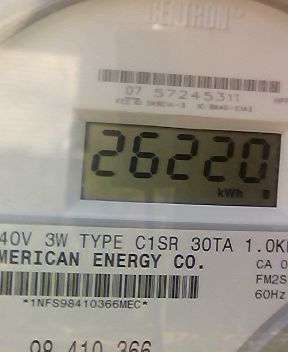 CENTRON®
07 57245311
26220
kWh
40V 3W TYPE C1SR 30TA 1.0K
MERICAN ENERGY CO.
CA 0
FM2S
60Hz
*1NFS98410366MEC*
98 410 366